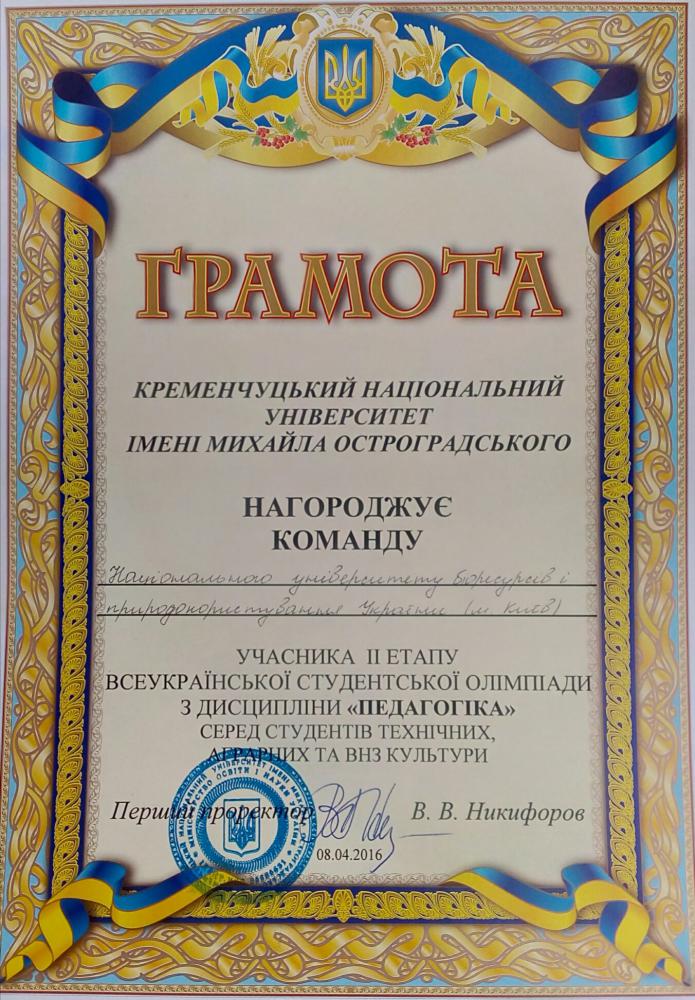 ГРАМОТА
КРЕМЕНЧУЦЬКИЙ НАЦІОНАЛЬНИЙ
УНІВЕРСИТЕТ
ІМЕНІ МИХАЙЛА ОСТРОГРАДСЬКОГО
НАГОРОДЖУЄ
КОМАНДУ
Національного університету біоресурсів і
природокористування України (м. Київ)
УЧАСНИКА ІІ ЕТАПУ
ВСЕУКРАЇНСЬКОЇ СТУДЕНТСЬКОЇ ОЛІМПІАДИ
З ДИСЦИПЛІНИ «ПЕДАГОГІКА»
СЕРЕД СТУДЕНТІВ ТЕХНІЧНИХ,
АГРАРНИХ ТА ВНЗ КУЛЬТУРИ
Перший проректор В. В. Никифоров
08.04.2016